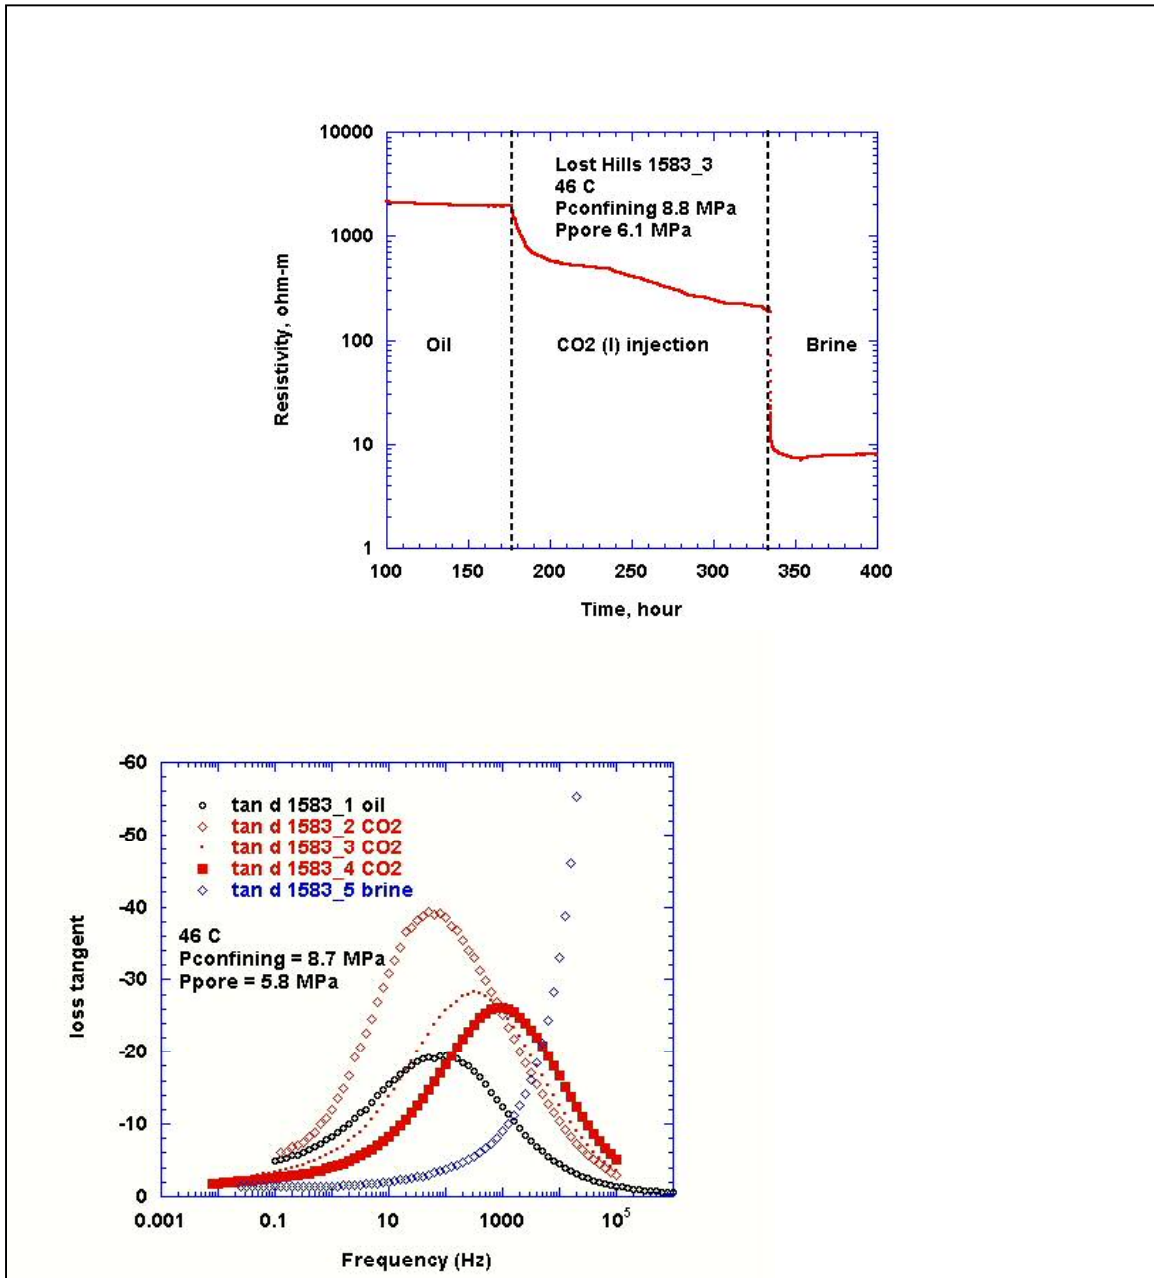 10000
1000
100
10
1
Resistivity, ohm-m
Lost Hills 1583_3
46 C
Pconfining 8.8 MPa
Ppore 6.1 MPa
Oil
CO2 (l) injection
Brine
100 150 200 250 300 350 400
Time, hour
-60
-50
-40
-30
-20
-10
0
loss tangent
tan d 1583_1 oil
tan d 1583_2 CO2
tan d 1583_3 CO2
tan d 1583_4 CO2
tan d 1583_5 brine
46 C
Pconfining = 8.7 MPa
Ppore = 5.8 MPa
0.001 0.1 10 1000 10^5
Frequency (Hz)